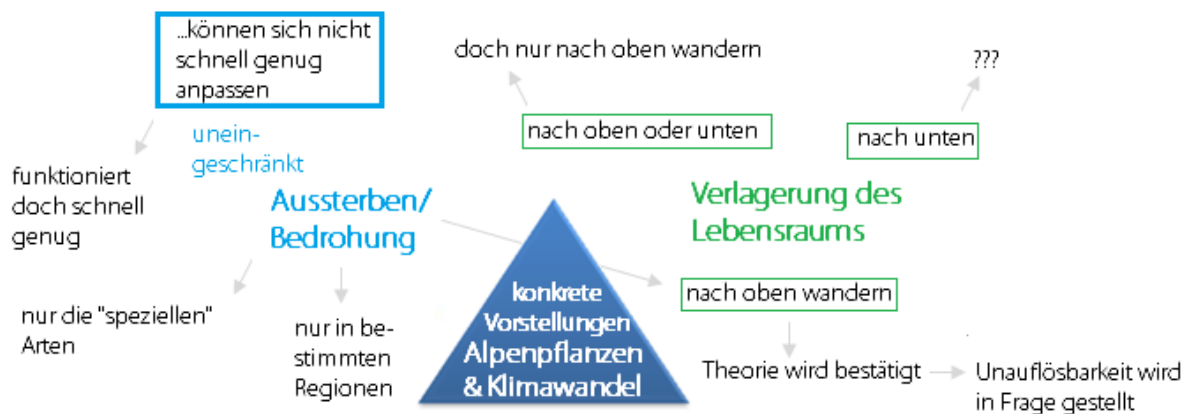 ...können sich nicht
schnell genug
anpassen
doch nur nach oben wandern
???
nach oben oder unten
nach unten
unein-
geschränkt
funktioniert
doch schnell
genug
Aussterben/
Bedrohung
Verlagerung des
Lebensraums
nur die "speziellen"
Arten
nur in be-
stimmten
Regionen
konkrete
Vorstellungen
Alpenpflanzen
& Klimawandel
nach oben wandern
Theorie wird bestätigt
Unauflösbarkeit wird
in Frage gestellt